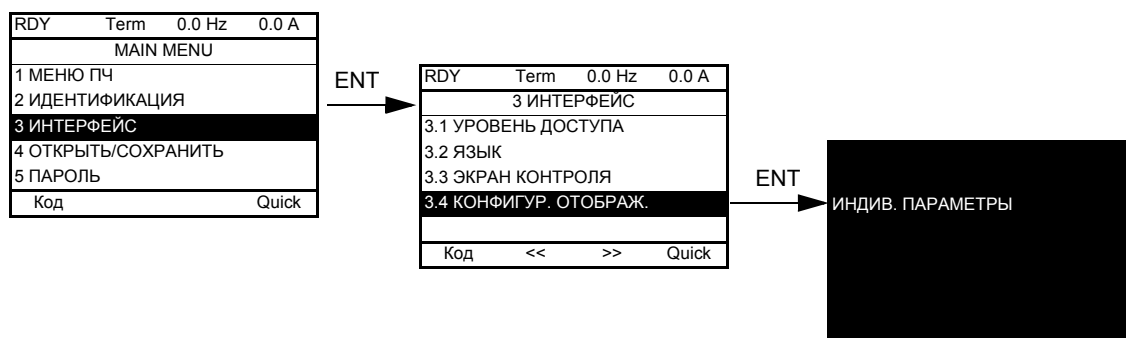 RDY Term 0.0 Hz 0.0 A
MAIN MENU
1 МЕНЮ ПЧ
2 ИДЕНТИФИКАЦИЯ
3 ИНТЕРФЕЙС
4 ОТКРЫТЬ/СОХРАНИТЬ
5 ПАРОЛЬ
Код Quick
ENT
RDY Term 0.0 Hz 0.0 A
3 ИНТЕРФЕЙС
3.1 УРОВЕНЬ ДОСТУПА
3.2 ЯЗЫК
3.3 ЭКРАН КОНТРОЛЯ
3.4 КОНФИГУР. ОТОБРАЖ.
Код << >> Quick
ENT
ИНДИВ. ПАРАМЕТРЫ